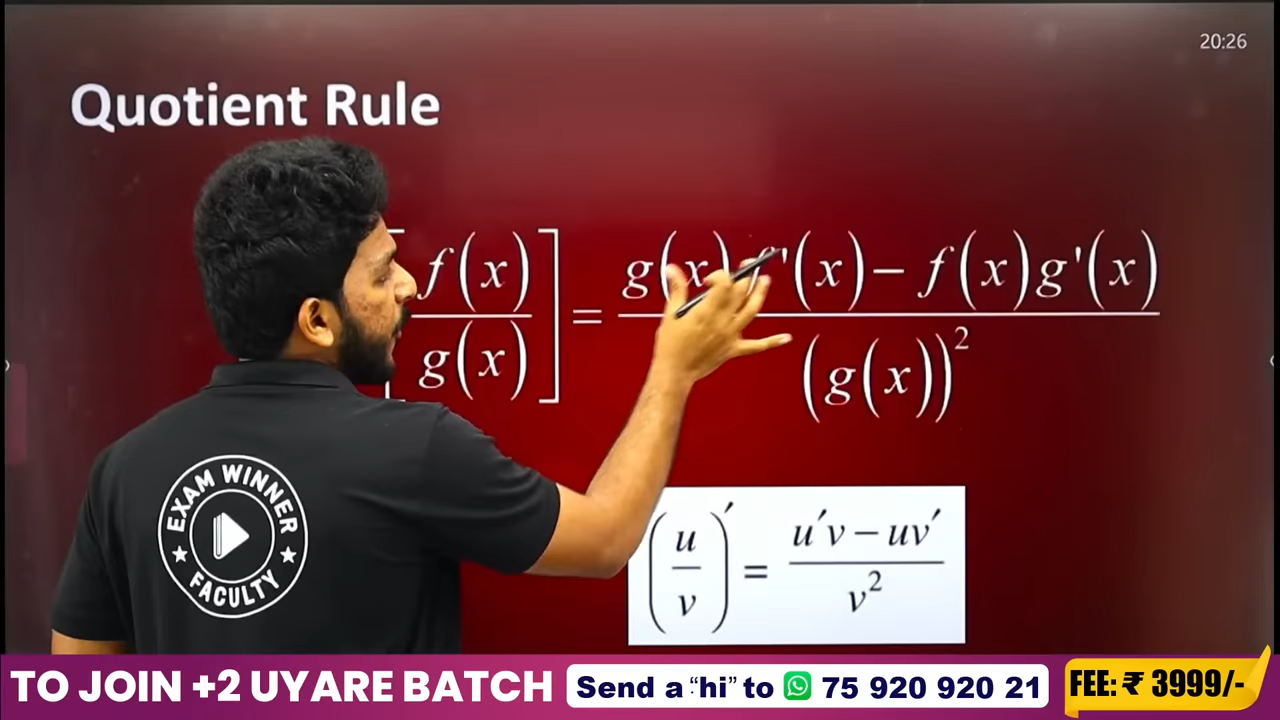 20:26
Quotient Rule
[f(x)/g(x)] = g(x)f'(x) − f(x)g'(x) / (g(x))²
(u/v)′ = u′v − uv′ / v²
EXAM WINNER
FACULTY
TO JOIN +2 UYARE BATCH
Send a “hi” to 75 920 920 21
FEE: ₹ 3999/-